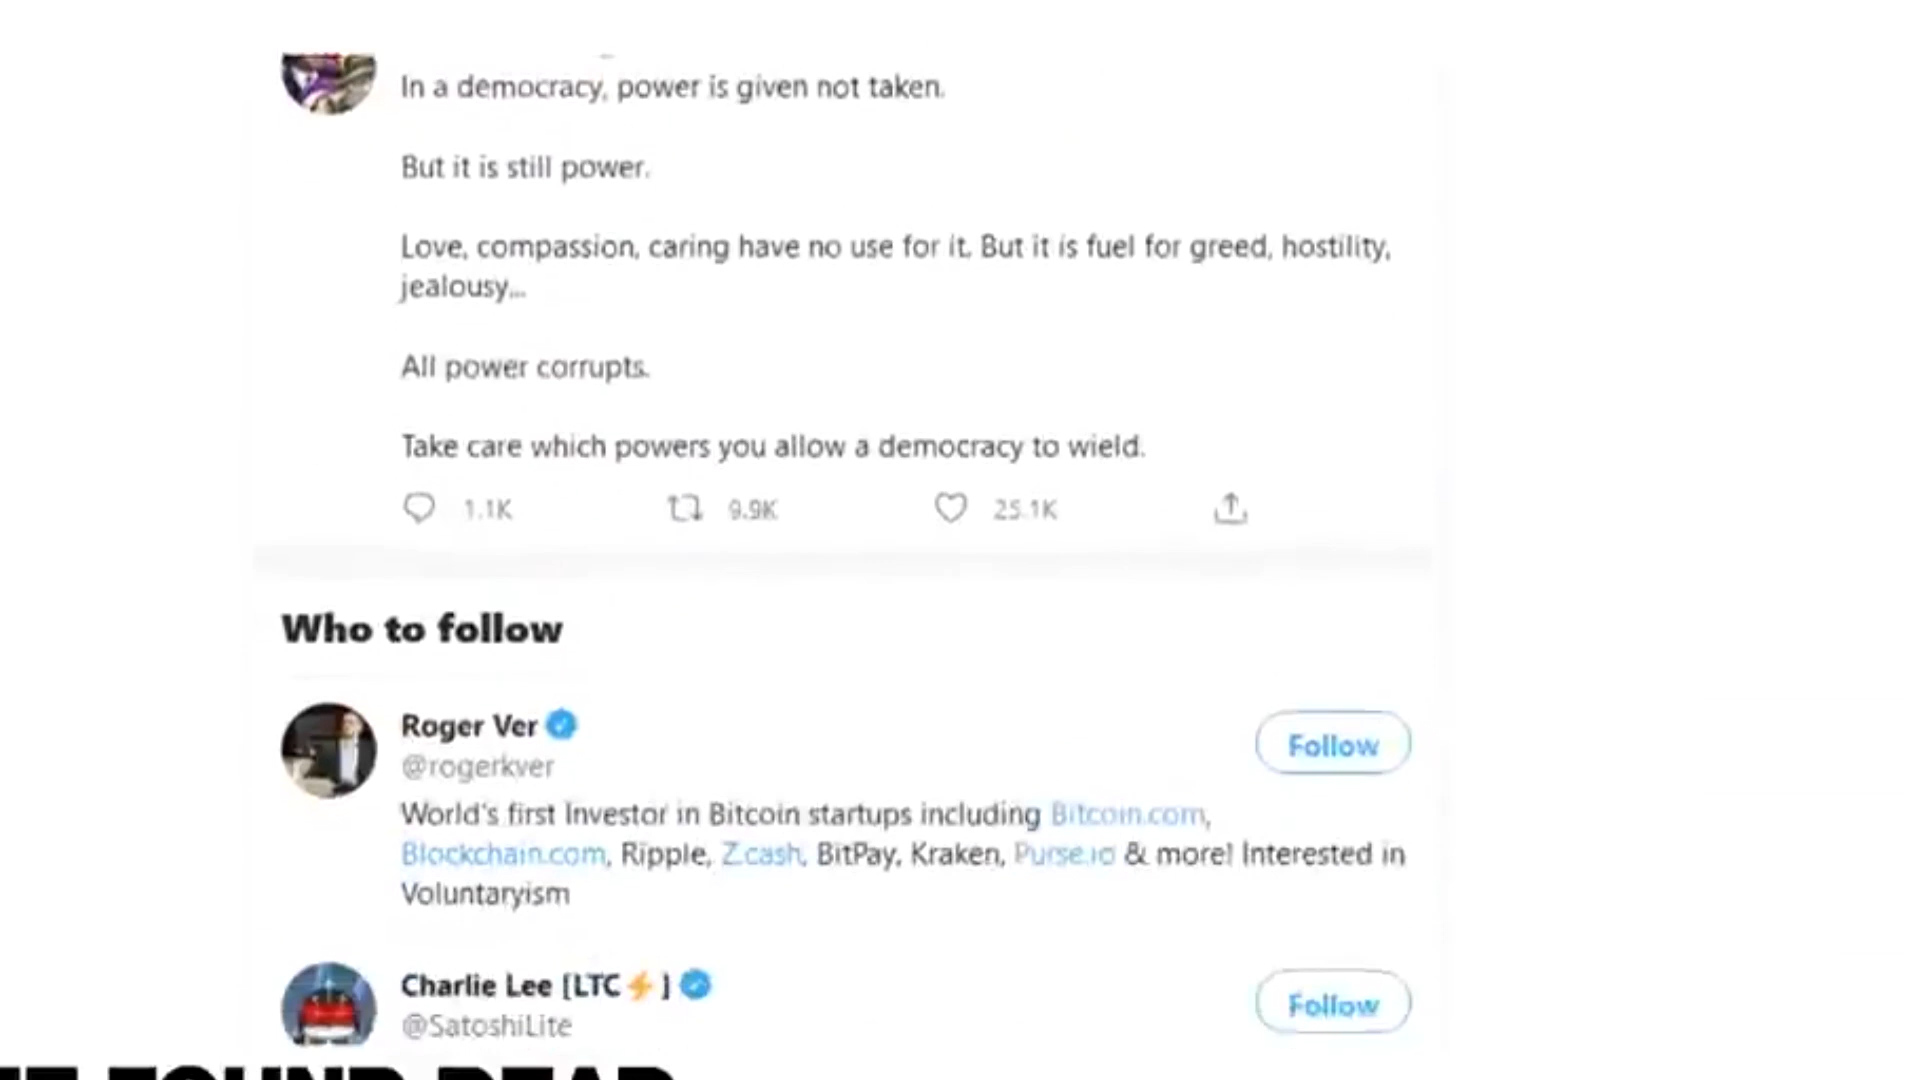 In a democracy, power is given not taken.
But it is still power.
Love, compassion, caring have no use for it. But it is fuel for greed, hostility,
jealousy...
All power corrupts.
Take care which powers you allow a democracy to wield.
1.1K 9.9K 25.1K
Who to follow
Roger Ver
Follow
@rogerkver
World's first Investor in Bitcoin startups including Bitcoin.com,
Blockchain.com, Ripple, Z.cash, BitPay, Kraken, Purse.io & more! Interested in
Voluntaryism
Charlie Lee [LTC⚡]
Follow
@SatoshiLite
FOUND DEAD